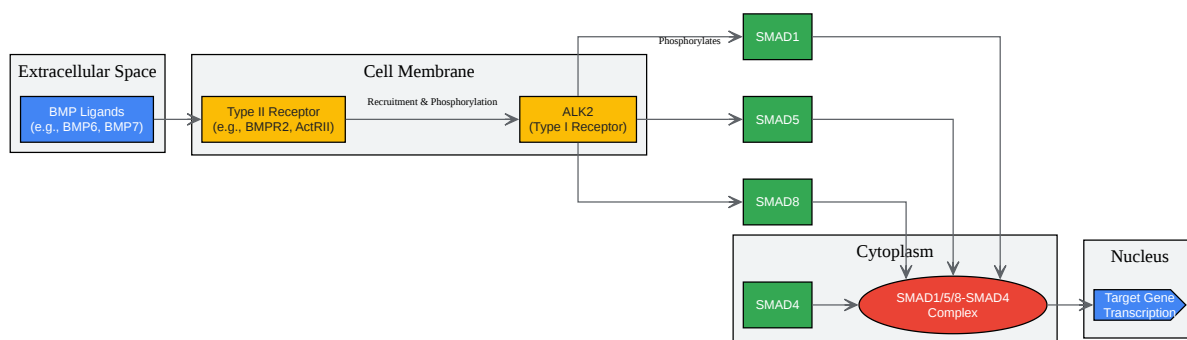 Extracellular Space
BMP Ligands
(e.g., BMP6, BMP7)
Cell Membrane
Type II Receptor
(e.g., BMPR2, ActRII)
Recruitment & Phosphorylation
ALK2
(Type I Receptor)
Phosphorylates
SMAD1
SMAD5
SMAD8
Cytoplasm
SMAD4
SMAD1/5/8-SMAD4
Complex
Nucleus
Target Gene
Transcription